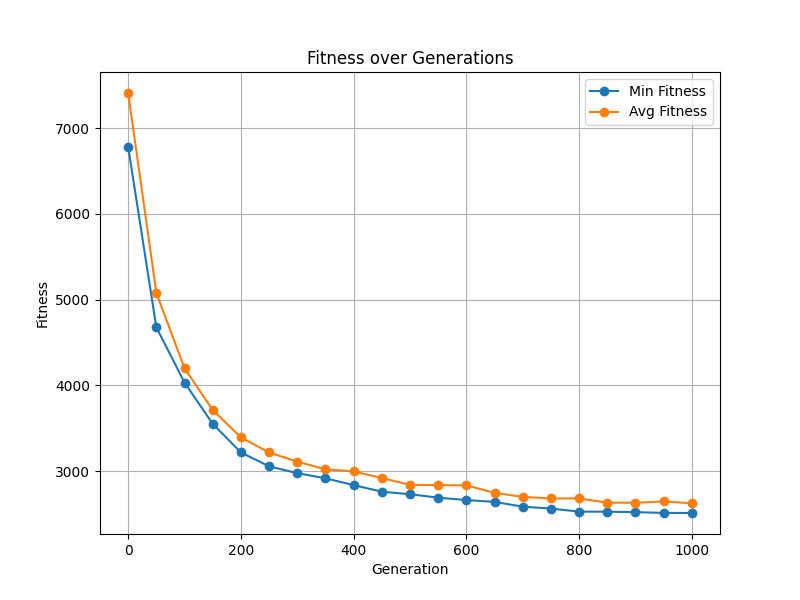 Fitness over Generations
Min Fitness
Avg Fitness
7000
6000
5000
4000
3000
Fitness
0 200 400 600 800 1000
Generation